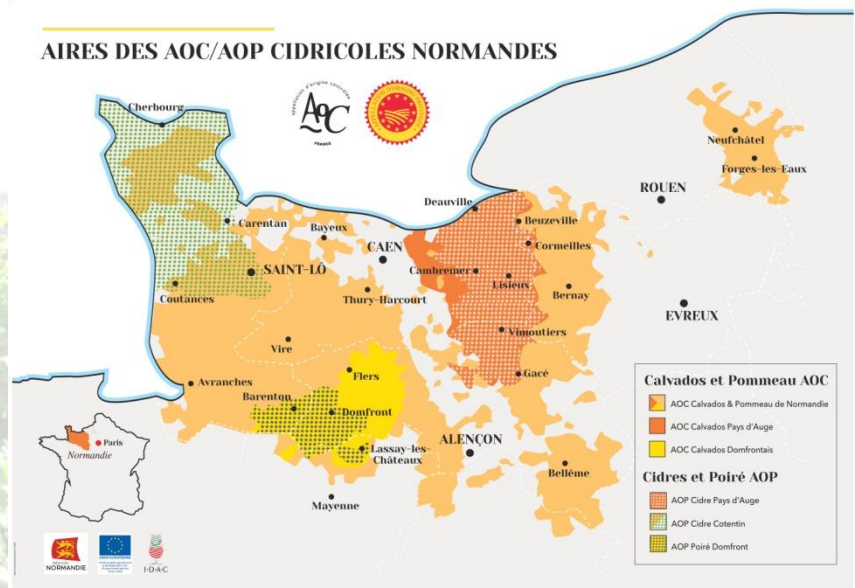 AIRES DES AOC/AOP CIDRICOLES NORMANDES
AOC
FRANCE
Cherbourg
Neufchâtel
Forges-les-Eaux
ROUEN
Deauville
Beuzeville
Carentan
Bayeux
CAEN
Cormeilles
SAINT-LÔ
Cambremer
Lisieux
Coutances
Thury-Harcourt
Bernay
EVREUX
Vimoutiers
Vire
Gacé
Flers
Avranches
Barenton
Domfront
ALENÇON
Lassay-les-
Châteaux
Bellême
Mayenne
Paris
Normandie
Calvados et Pommeau AOC
AOC Calvados & Pommeau de Normandie
AOC Calvados Pays d'Auge
AOC Calvados Domfrontais
Cidres et Poiré AOP
AOP Cidre Pays d'Auge
AOP Cidre Cotentin
AOP Poiré Domfront
NORMANDIE
I·D·A·C